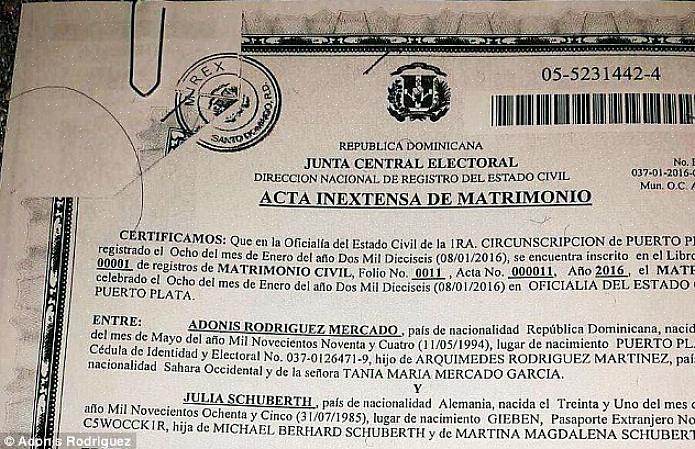 MIREX
SANTO DOMINGO, R.D.
05-5231442-4
REPUBLICA DOMINICANA
JUNTA CENTRAL ELECTORAL
DIRECCION NACIONAL DE REGISTRO DEL ESTADO CIVIL
ACTA INEXTENSA DE MATRIMONIO
No.
037-01-2016-
Mun. O.C. A
CERTIFICAMOS: Que en la Oficialía del Estado Civil de la 1RA. CIRCUNSCRIPCION de PUERTO PL
registrado el Ocho del mes de Enero del año Dos Mil Dieciseis (08/01/2016), se encuentra inscrito en el Libro
00001 de registros de MATRIMONIO CIVIL, Folio No. 0011 , Acta No. 000011, Año 2016 , el MAT
celebrado el Ocho del mes de Enero del año Dos Mil Dieciseis (08/01/2016) en OFICIALIA DEL ESTADO
PUERTO PLATA.
ENTRE: ADONIS RODRIGUEZ MERCADO , país de nacionalidad República Dominicana, nacido
del mes de Mayo del año Mil Novecientos Noventa y Cuatro (11/05/1994), lugar de nacimiento PUERTO PLA
Cédula de Identidad y Electoral No. 037-0126471-9, hijo de ARQUIMEDES RODRIGUEZ MARTINEZ, país
nacionalidad Sahara Occidental y de la señora TANIA MARIA MERCADO GARCIA.
Y
JULIA SCHUBERTH , país de nacionalidad Alemania, nacida el Treinta y Uno del mes d
año Mil Novecientos Ochenta y Cinco (31/07/1985), lugar de nacimiento GIEBEN, Pasaporte Extranjero No
C5WOCCK1R, hija de MICHAEL BERHARD SCHUBERTH y de MARTINA MAGDALENA SCHUBERT
© Adonis Rodriguez